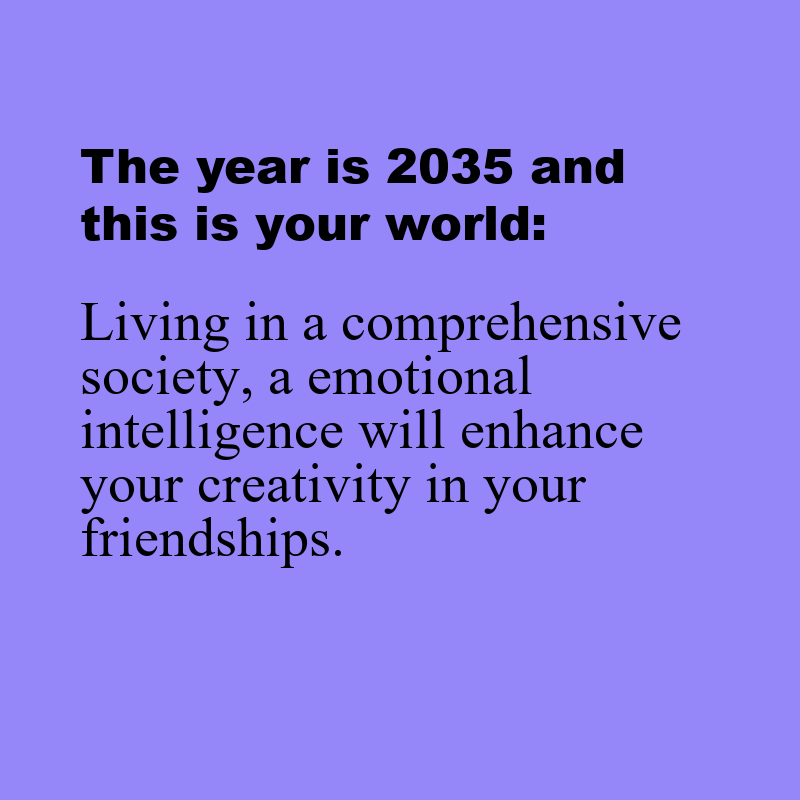 The year is 2035 and
this is your world:
Living in a comprehensive
society, a emotional
intelligence will enhance
your creativity in your
friendships.